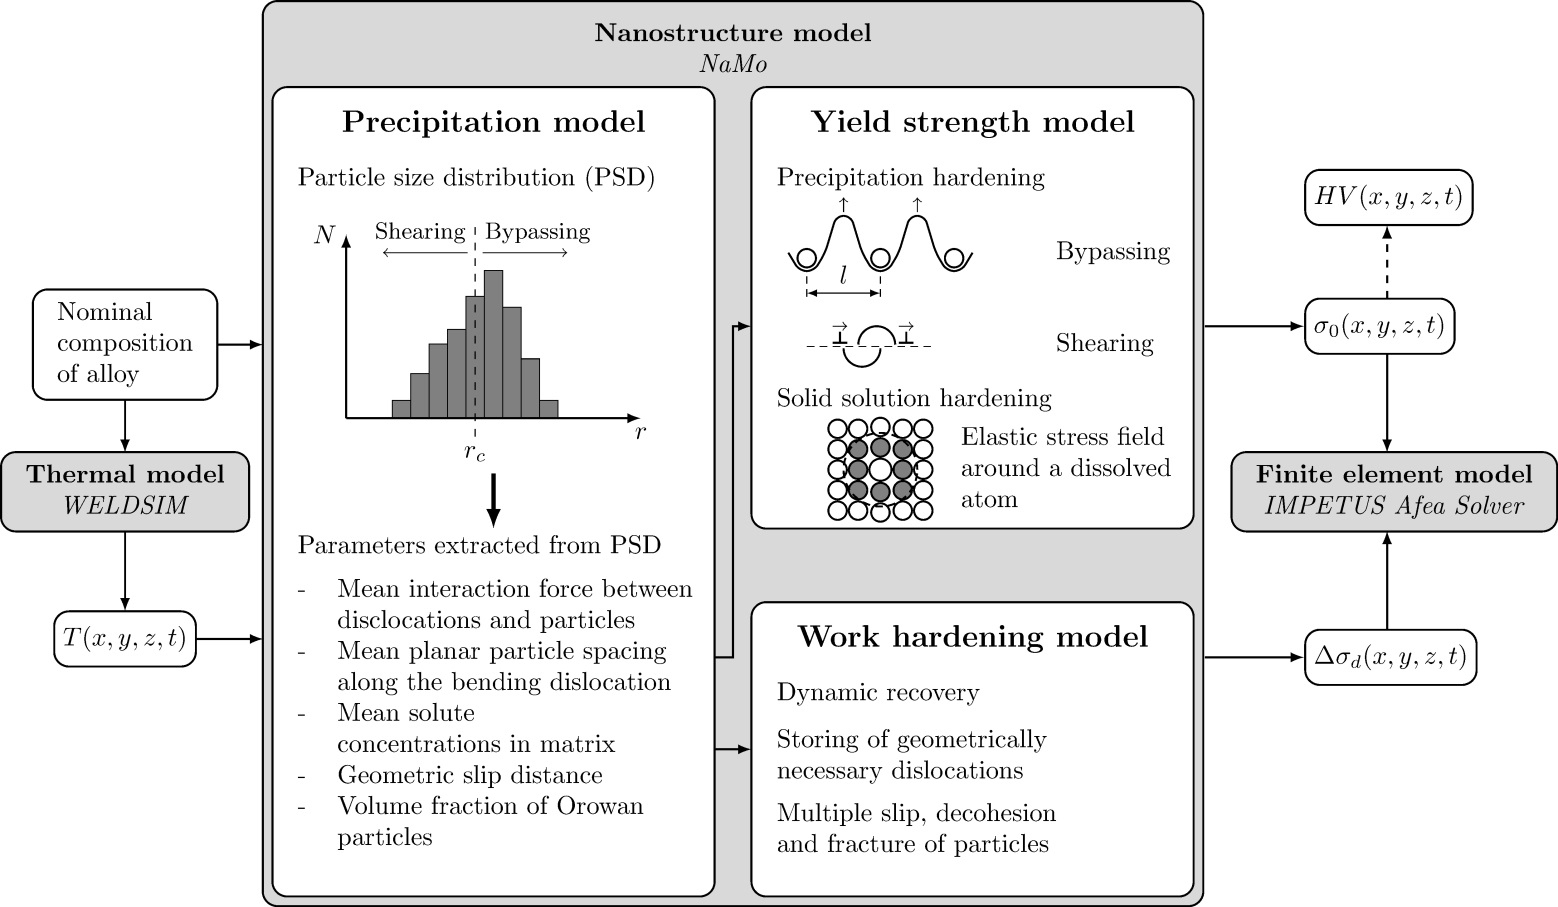 Nanostructure model
NaMo
Nominal
composition
of alloy
Thermal model
WELDSIM
T(x, y, z, t)
Precipitation model
Particle size distribution (PSD)
N
Shearing
Bypassing
r
r_c
Parameters extracted from PSD
- Mean interaction force between
disclocations and particles
- Mean planar particle spacing
along the bending dislocation
- Mean solute
concentrations in matrix
- Geometric slip distance
- Volume fraction of Orowan
particles
Yield strength model
Precipitation hardening
l
Bypassing
Shearing
Solid solution hardening
Elastic stress field
around a dissolved
atom
Work hardening model
Dynamic recovery
Storing of geometrically
necessary dislocations
Multiple slip, decohesion
and fracture of particles
HV(x, y, z, t)
σ₀(x, y, z, t)
Finite element model
IMPETUS Afea Solver
Δσ_d(x, y, z, t)